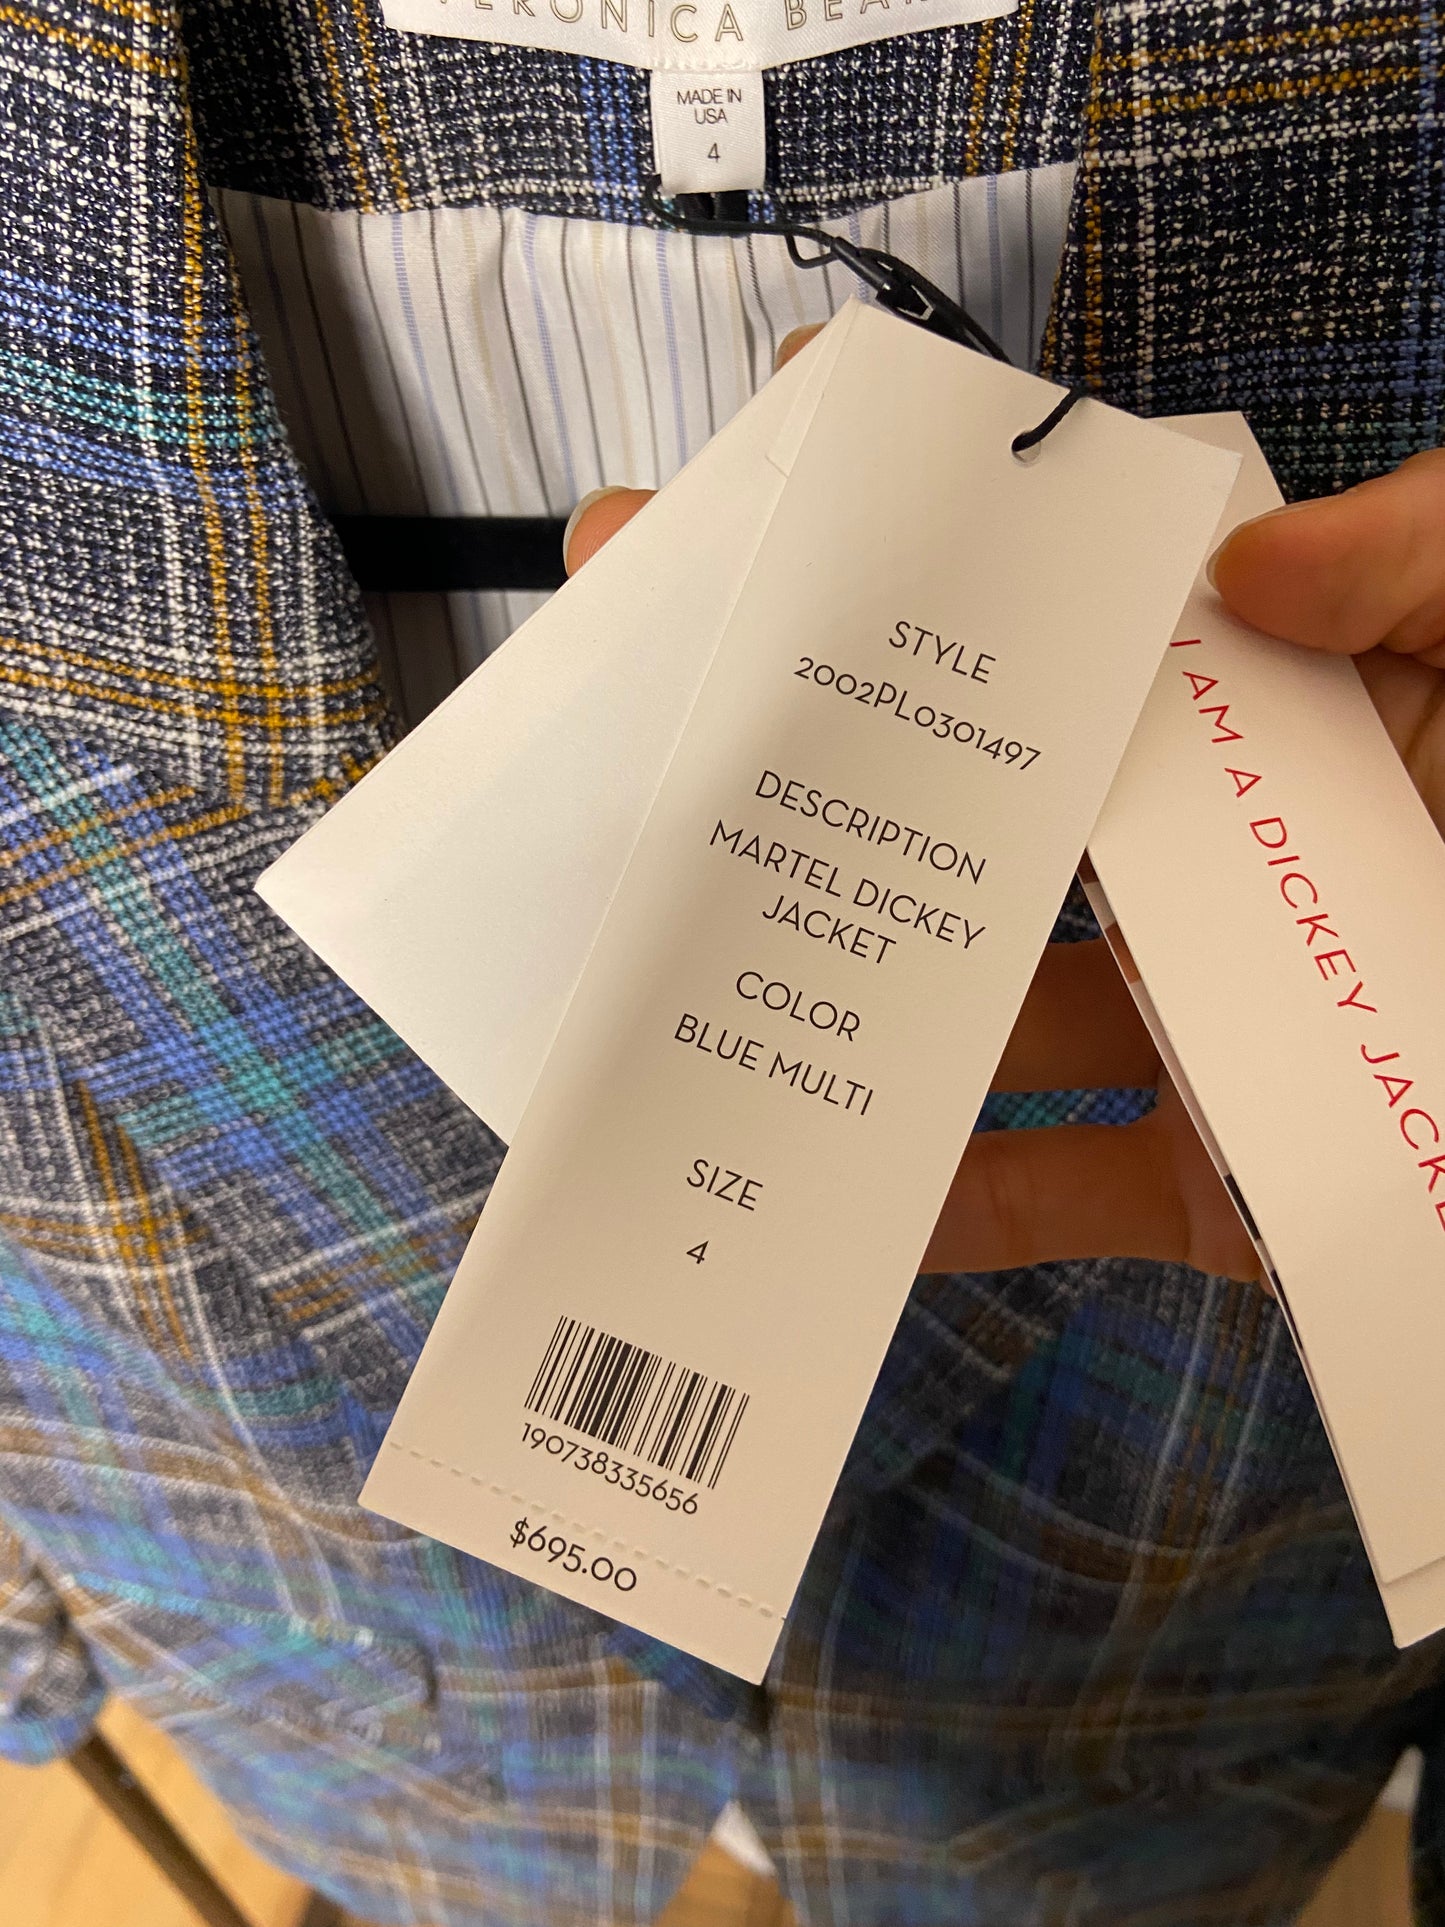 VERONICA BEAR
MADE IN
USA
4
STYLE
2002PL0301497
DESCRIPTION
MARTEL DICKEY
JACKET
COLOR
BLUE MULTI
SIZE
4
190738335656
$695.00
I AM A DICKEY JACKE